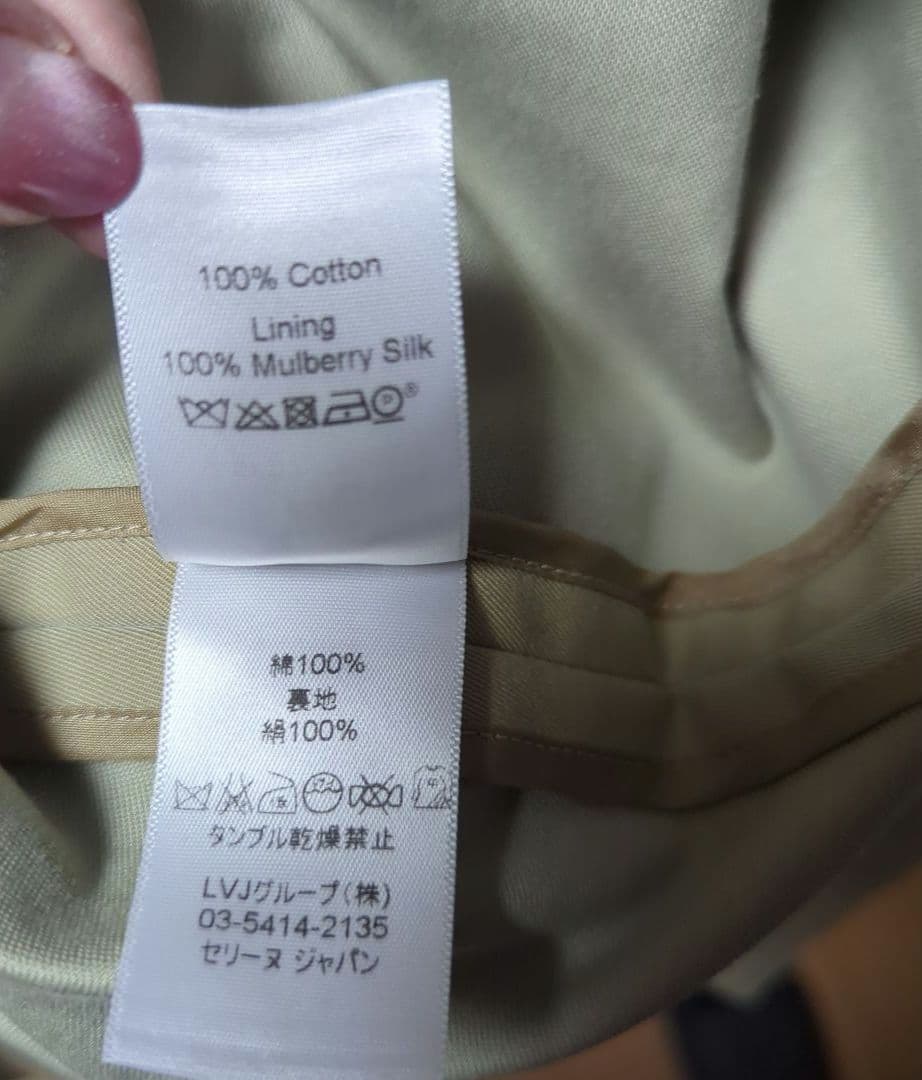 100% Cotton
Lining
100% Mulberry Silk
P ®
綿100%
裏地
絹100%
タンブル乾燥禁止
LVJグループ(株)
03-5414-2135
セリーヌ ジャパン